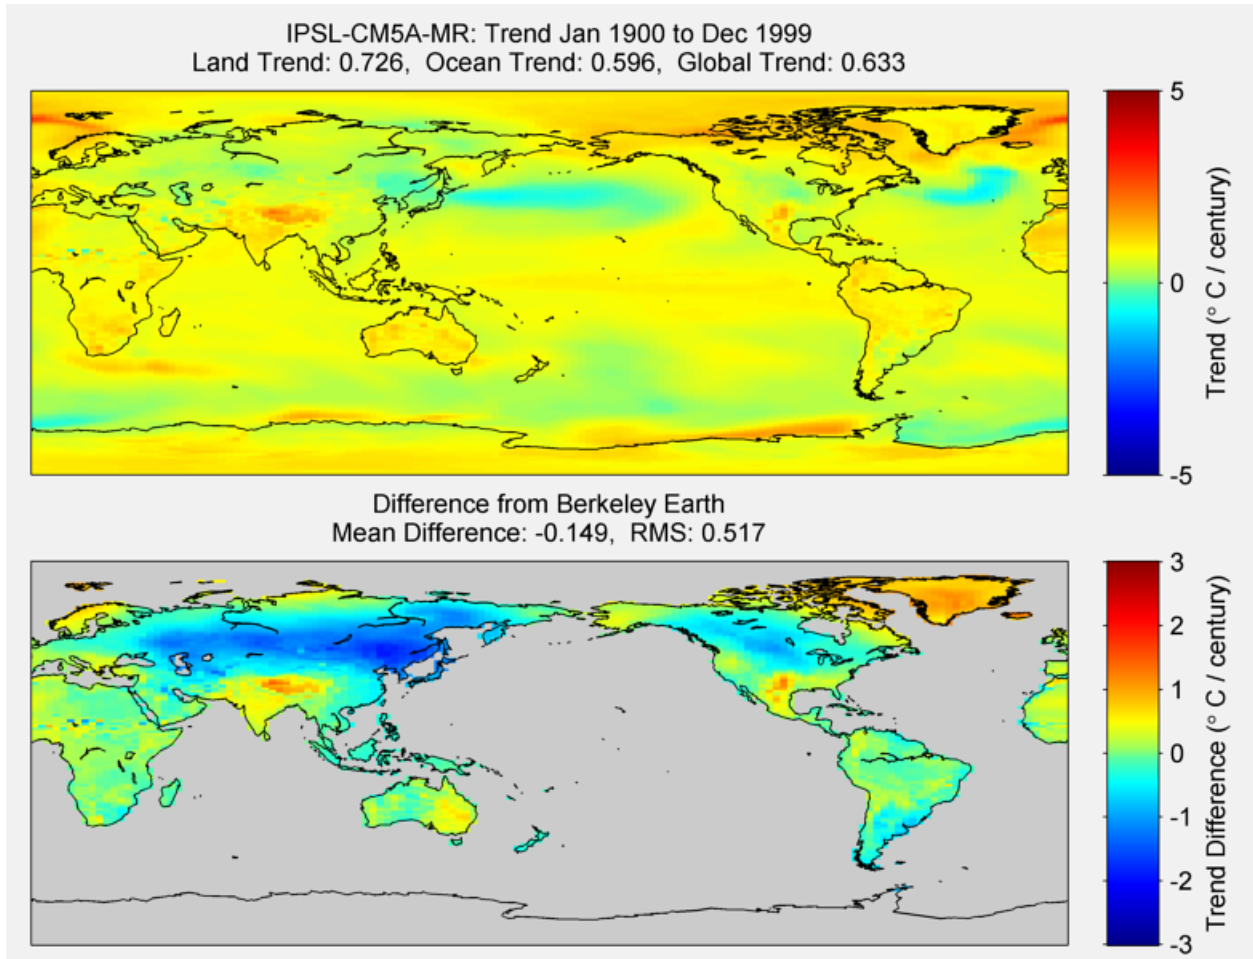 IPSL-CM5A-MR: Trend Jan 1900 to Dec 1999
Land Trend: 0.726, Ocean Trend: 0.596, Global Trend: 0.633
5
0
-5
Trend (° C / century)
Difference from Berkeley Earth
Mean Difference: -0.149, RMS: 0.517
3
2
1
0
-1
-2
-3
Trend Difference (° C / century)